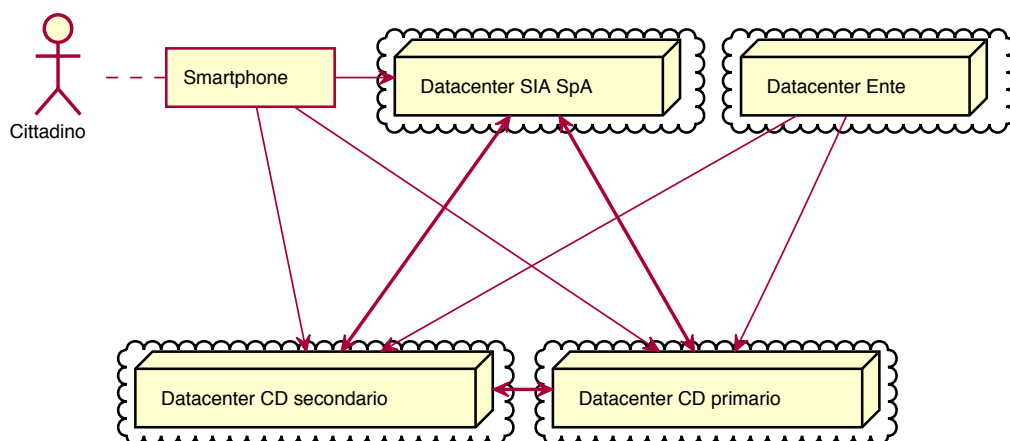 Cittadino
Smartphone
Datacenter SIA SpA
Datacenter Ente
Datacenter CD secondario
Datacenter CD primario